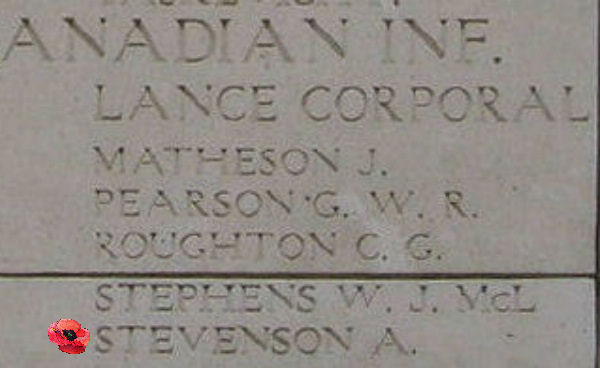 ANADIAN INF.
LANCE CORPORAL
MATHESON J.
PEARSON G. W. R.
ROUGHTON C. G.
STEPHENS W. J. McL
STEVENSON A.